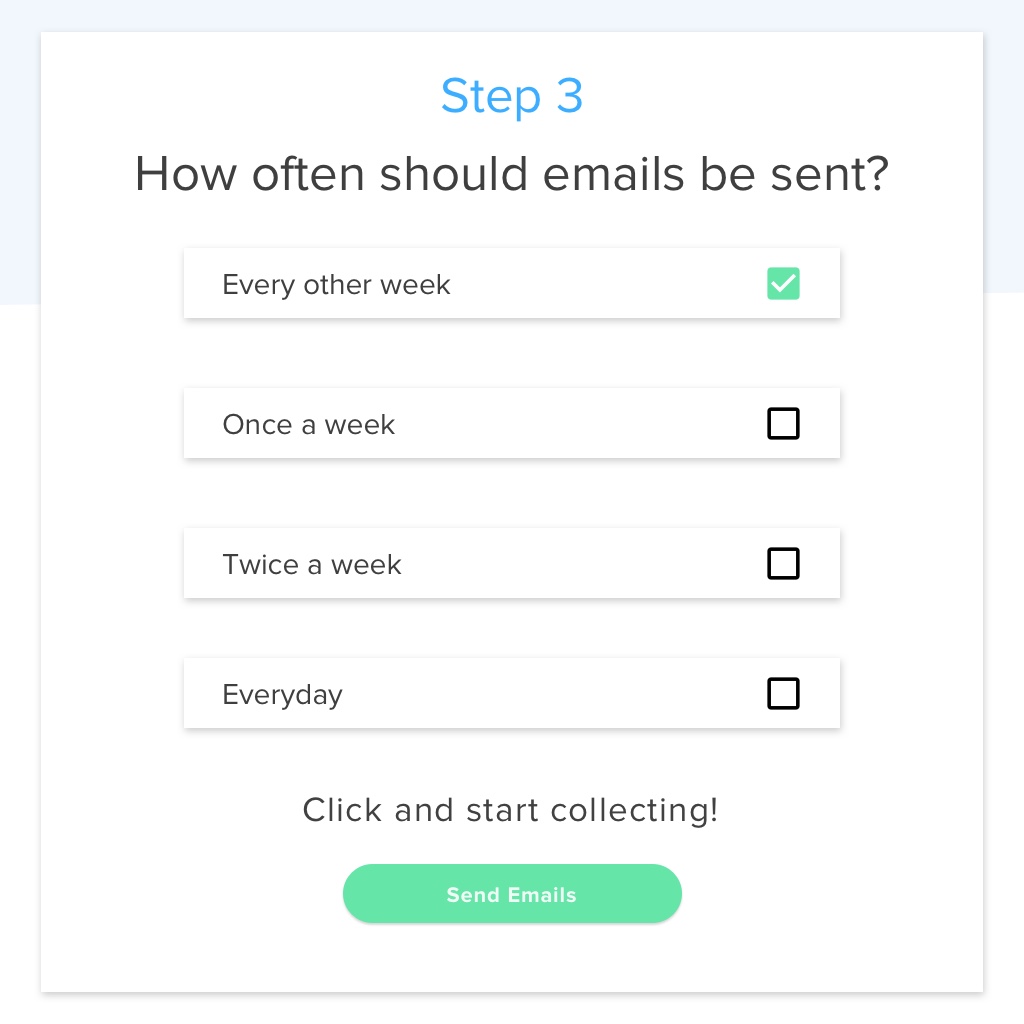 Step 3
How often should emails be sent?
Every other week
Once a week
Twice a week
Everyday
Click and start collecting!
Send Emails